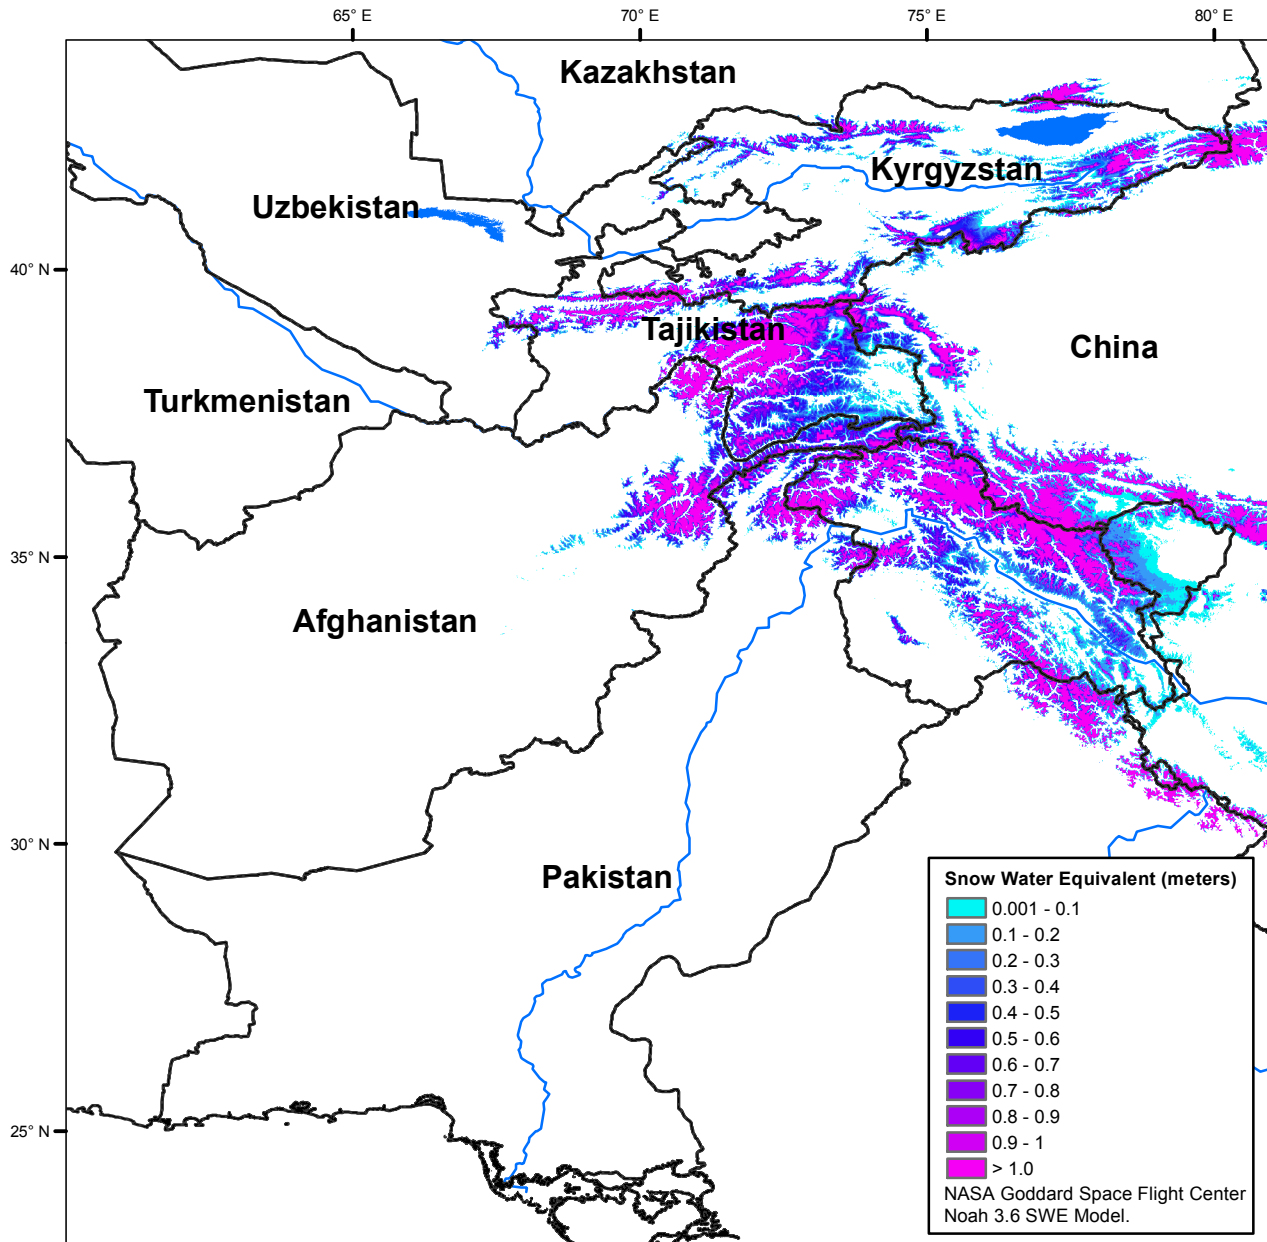 65° E
70° E
75° E
80° E
Kazakhstan
Kyrgyzstan
Uzbekistan
40° N
Tajikistan
China
Turkmenistan
35° N
Afghanistan
30° N
Pakistan
25° N
Snow Water Equivalent (meters)
0.001 - 0.1
0.1 - 0.2
0.2 - 0.3
0.3 - 0.4
0.4 - 0.5
0.5 - 0.6
0.6 - 0.7
0.7 - 0.8
0.8 - 0.9
0.9 - 1
> 1.0
NASA Goddard Space Flight Center
Noah 3.6 SWE Model.